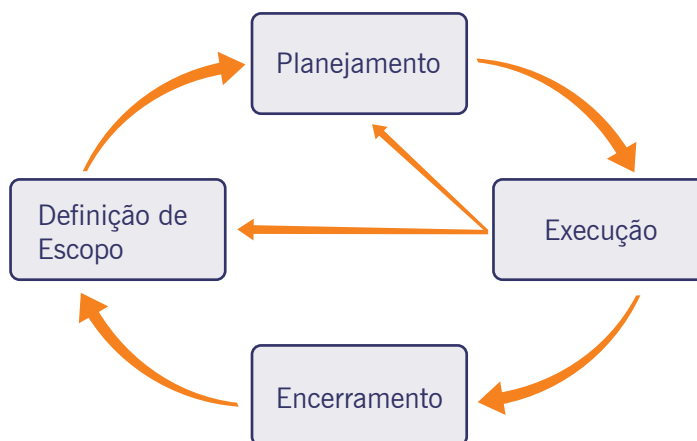 Planejamento
Definição de
Escopo
Execução
Encerramento